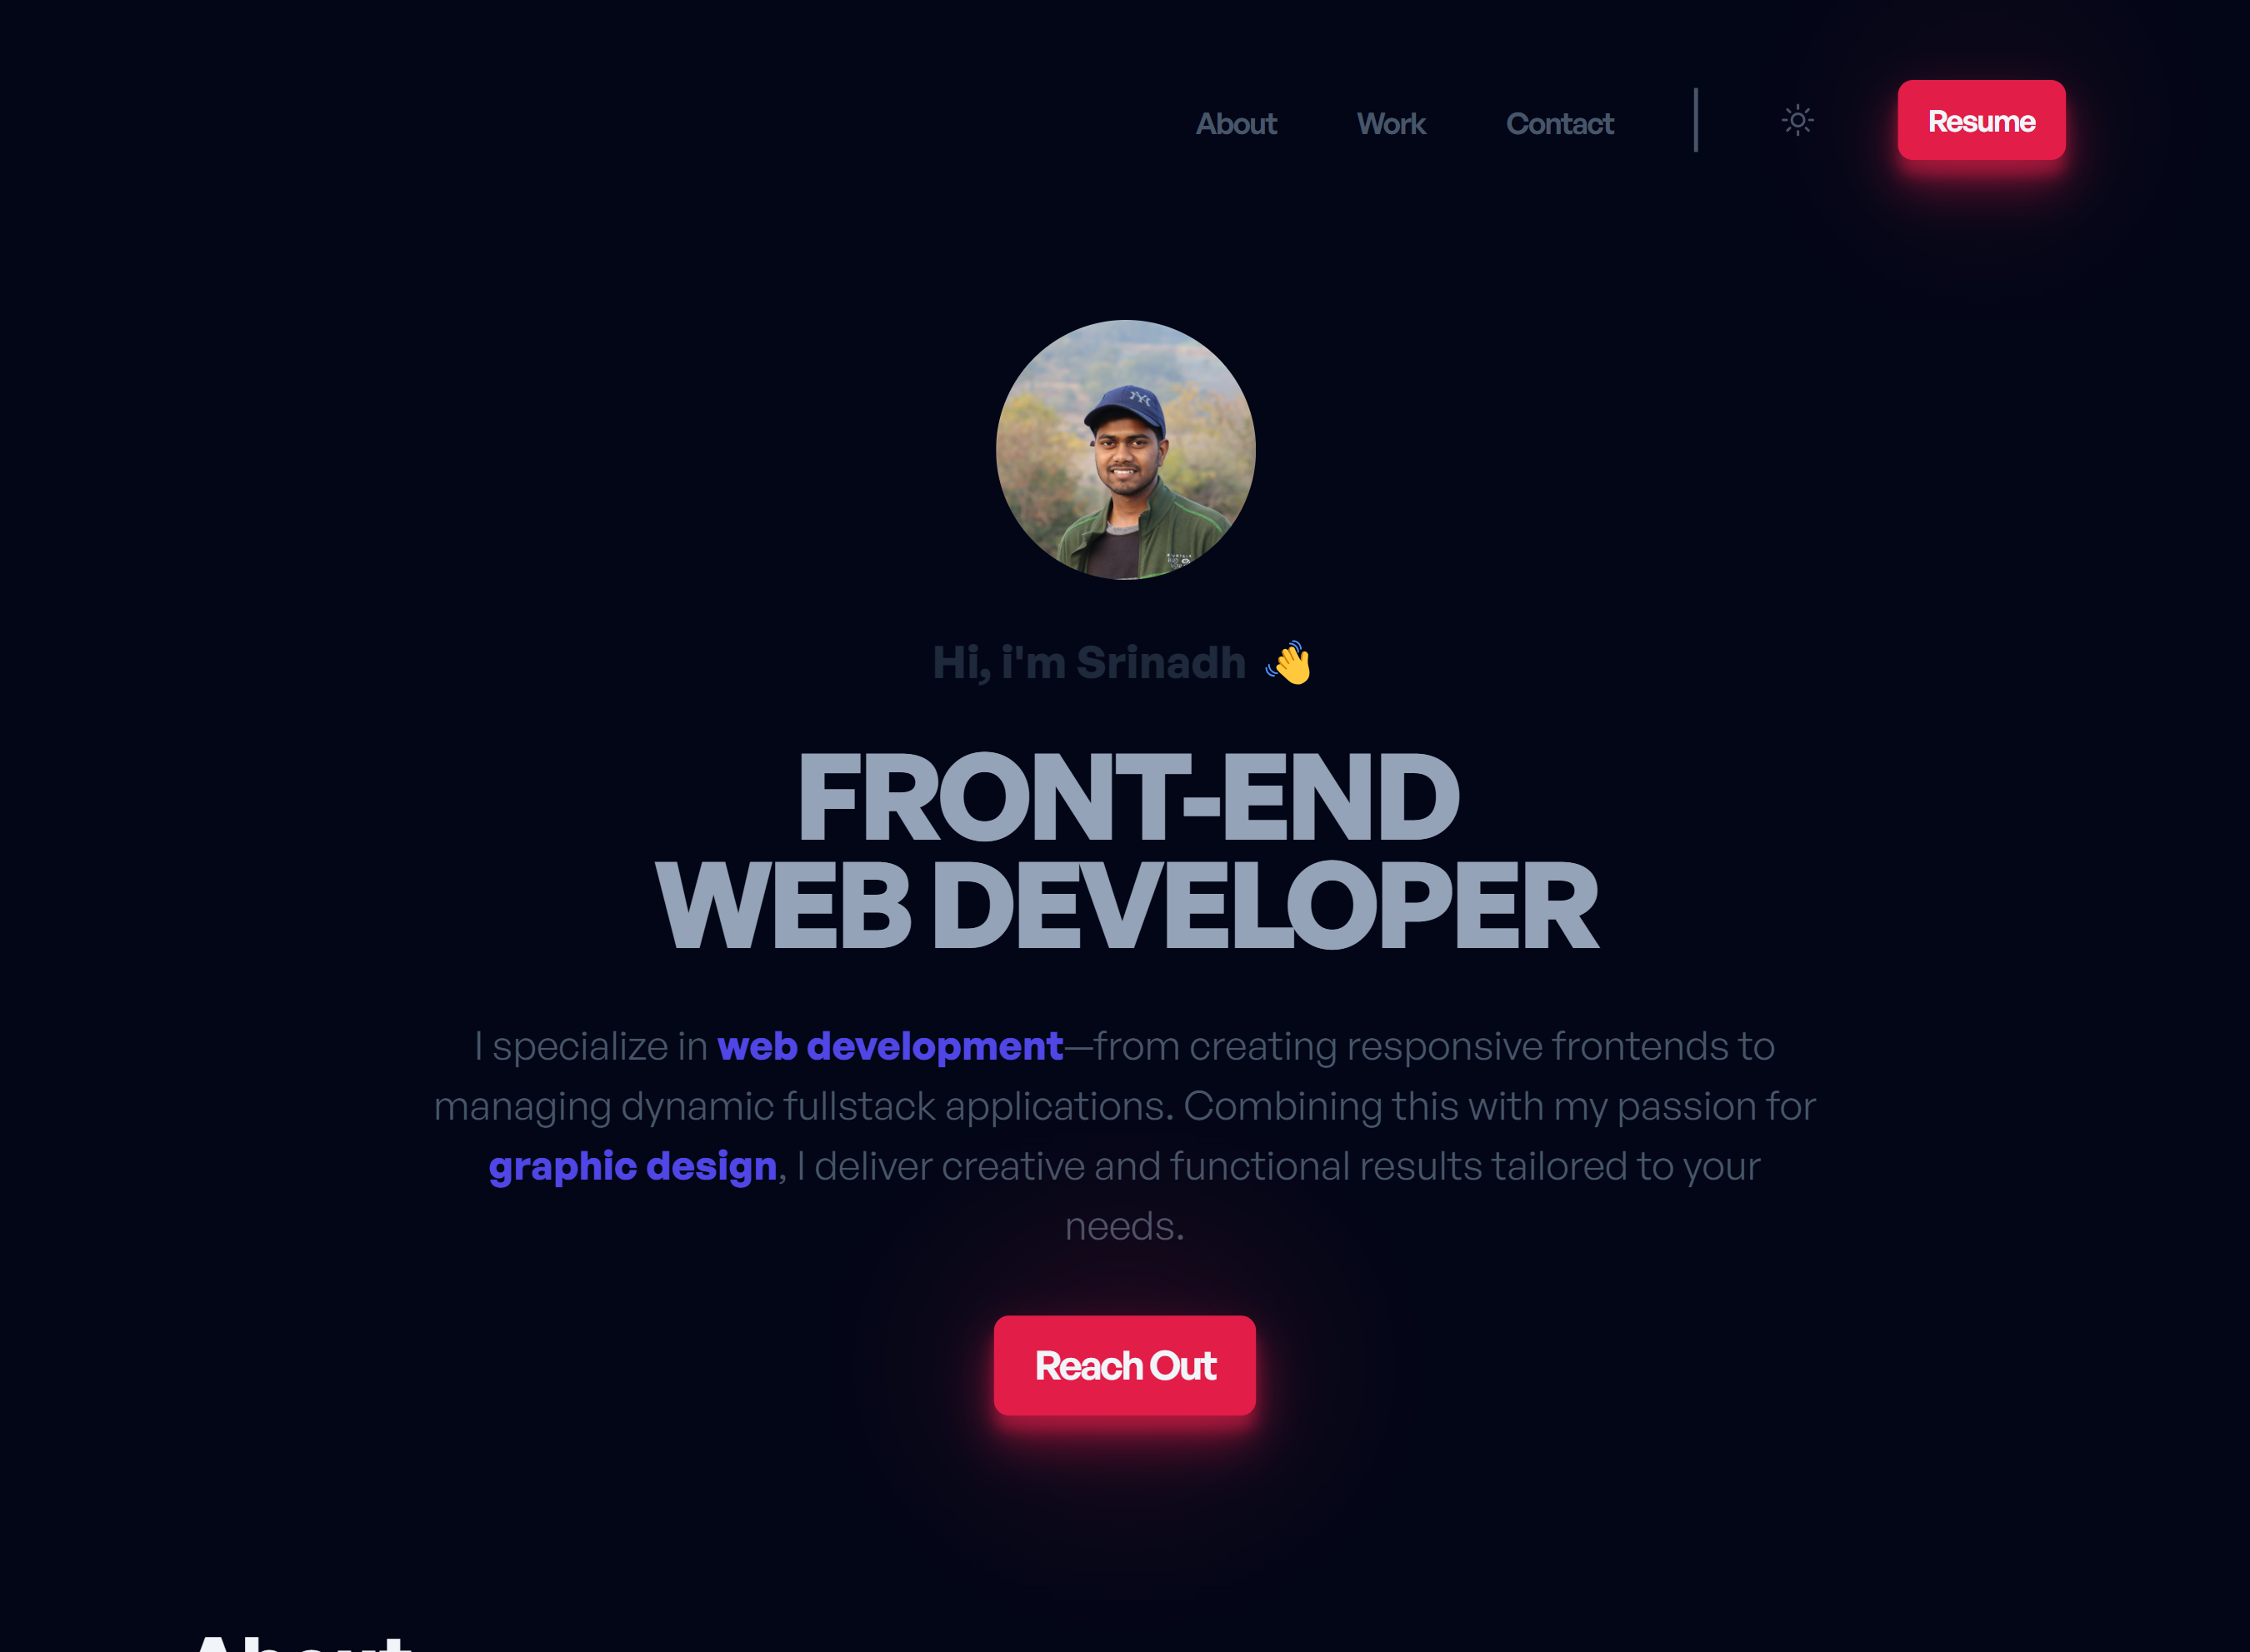 About Work Contact Resume
Hi, i'm Srinadh 👋
FRONT-END
WEB DEVELOPER
I specialize in web development—from creating responsive frontends to
managing dynamic fullstack applications. Combining this with my passion for
graphic design, I deliver creative and functional results tailored to your
needs.
Reach Out
About